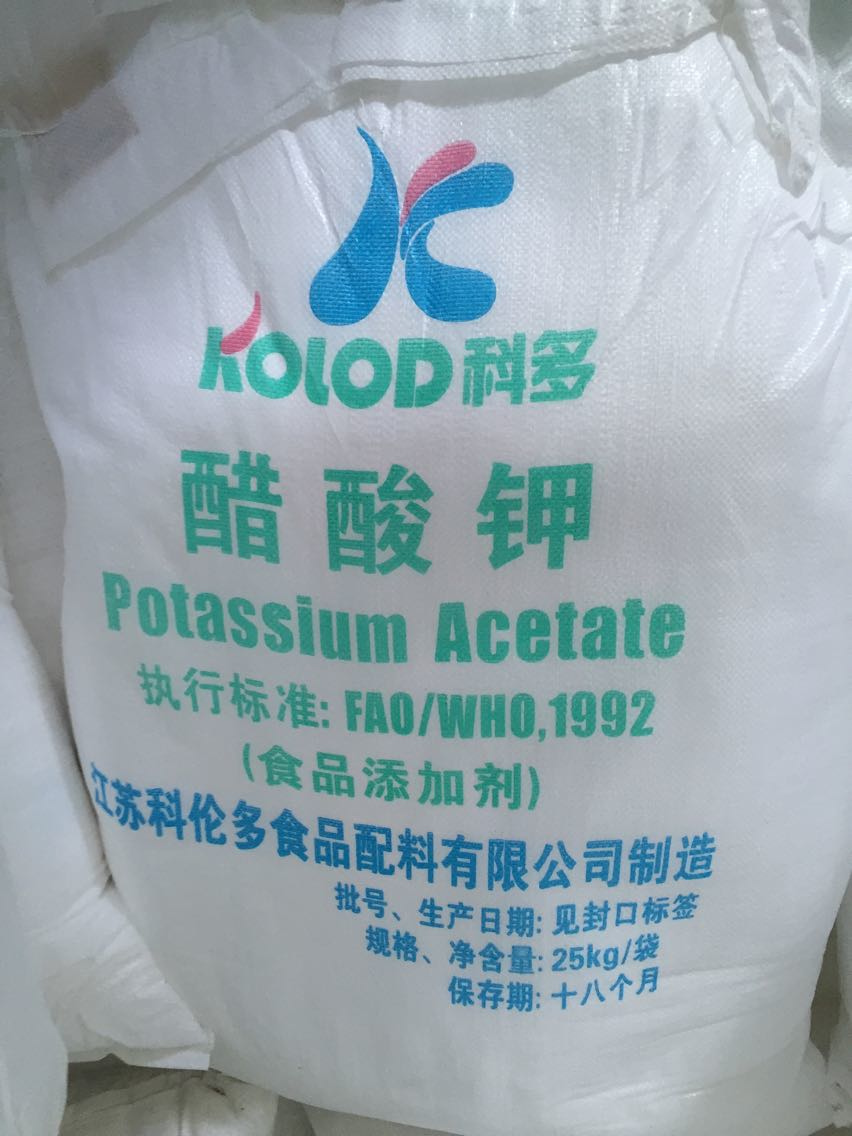 KOLOD科多
醋酸钾
Potassium Acetate
执行标准: FAO/WHO,1992
(食品添加剂)
江苏科伦多食品配料有限公司制造
批号、生产日期: 见封口标签
规格、净含量: 25kg/袋
保存期: 十八个月